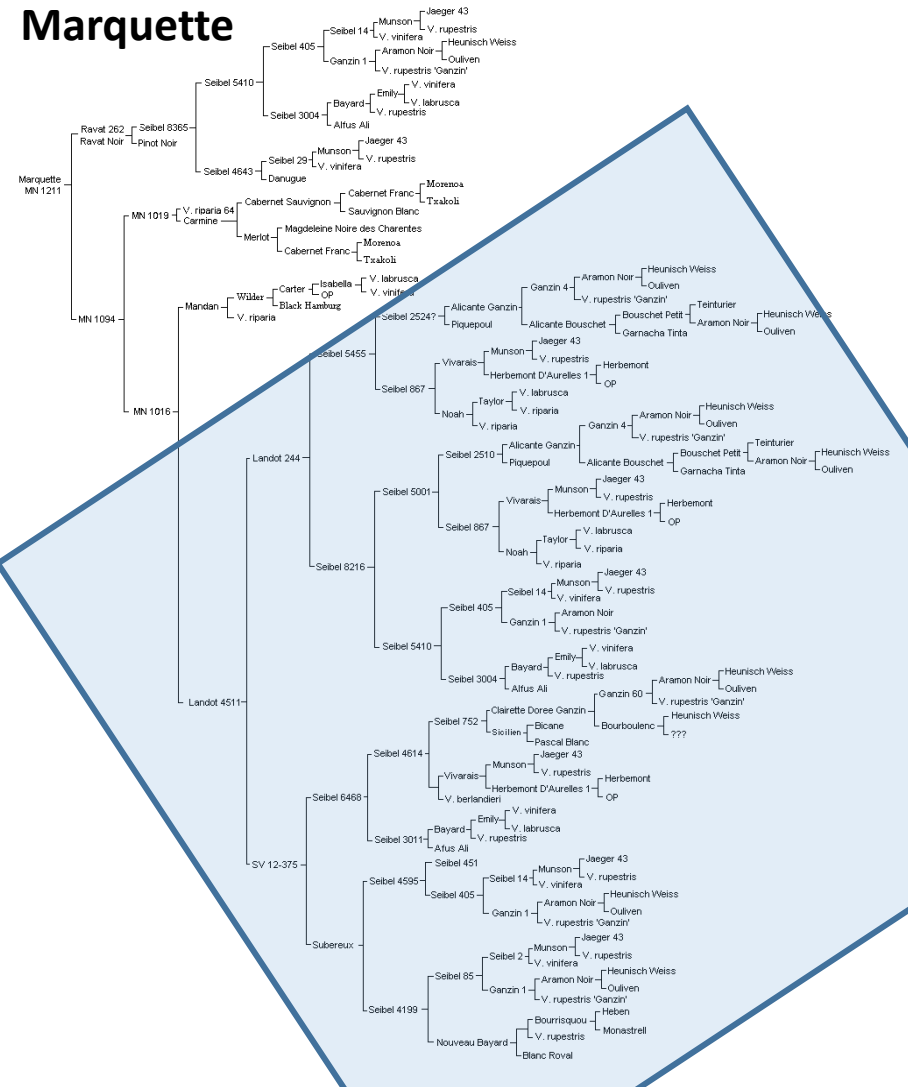 Marquette
Jaeger 43
Munson
Seibel 14
V. rupestris
V. vinifera
Seibel 405
Heunisch Weiss
Aramon Noir
Ouliven
Ganzin 1
V. rupestris 'Ganzin'
Seibel 5410
V. vinifera
Emily
V. labrusca
Bayard
V. rupestris
Seibel 3004
Alfus Ali
Ravat 262
Ravat Noir
Seibel 8365
Pinot Noir
Jaeger 43
Munson
V. rupestris
Seibel 29
V. vinifera
Seibel 4643
Danugue
Marquette
MN 1211
Morenoa
Cabernet Franc
Txakoli
Cabernet Sauvignon
Sauvignon Blanc
V. riparia 64
MN 1019
Carmine
Magdeleine Noire des Charentes
Merlot
Morenoa
Cabernet Franc
Txakoli
V. labrusca
Isabella
V. vinifera
Carter
OP
Wilder
Black Hamburg
Mandan
V. riparia
MN 1094
MN 1016
Heunisch Weiss
Aramon Noir
Ouliven
Ganzin 4
V. rupestris 'Ganzin'
Alicante Ganzin
Teinturier
Bouschet Petit
Heunisch Weiss
Aramon Noir
Ouliven
Alicante Bouschet
Garnacha Tinta
Seibel 2524?
Piquepoul
Seibel 5455
Jaeger 43
Munson
V. rupestris
Vivarais
Herbemont
Herbemont D'Aurelles 1
OP
Seibel 867
V. labrusca
Taylor
V. riparia
Noah
V. riparia
Landot 244
Heunisch Weiss
Aramon Noir
Ouliven
Ganzin 4
V. rupestris 'Ganzin'
Alicante Ganzin
Teinturier
Bouschet Petit
Heunisch Weiss
Aramon Noir
Ouliven
Alicante Bouschet
Garnacha Tinta
Seibel 2510
Piquepoul
Seibel 5001
Jaeger 43
Munson
V. rupestris
Vivarais
Herbemont
Herbemont D'Aurelles 1
OP
Seibel 867
V. labrusca
Taylor
V. riparia
Noah
V. riparia
Seibel 8216
Jaeger 43
Munson
V. rupestris
Seibel 14
V. vinifera
Seibel 405
Aramon Noir
Ganzin 1
V. rupestris 'Ganzin'
Seibel 5410
V. vinifera
Emily
V. labrusca
Bayard
V. rupestris
Seibel 3004
Alfus Ali
Landot 4511
Heunisch Weiss
Aramon Noir
Ouliven
Ganzin 60
V. rupestris 'Ganzin'
Clairette Doree Ganzin
Heunisch Weiss
Bourboulenc
???
Seibel 752
Bicane
Sicilien
Pascal Blanc
Seibel 4614
Jaeger 43
Munson
V. rupestris
Vivarais
Herbemont
Herbemont D'Aurelles 1
OP
V. berlandieri
Seibel 6468
V. vinifera
Emily
V. labrusca
Bayard
V. rupestris
Seibel 3011
Afus Ali
SV 12-375
Seibel 451
Seibel 4595
Jaeger 43
Munson
V. rupestris
Seibel 14
V. vinifera
Seibel 405
Heunisch Weiss
Aramon Noir
Ouliven
Ganzin 1
V. rupestris 'Ganzin'
Subereux
Jaeger 43
Munson
V. rupestris
Seibel 2
V. vinifera
Seibel 85
Heunisch Weiss
Aramon Noir
Ouliven
Ganzin 1
V. rupestris 'Ganzin'
Seibel 4199
Heben
Bourrisquou
Monastrell
V. rupestris
Nouveau Bayard
Blanc Roval